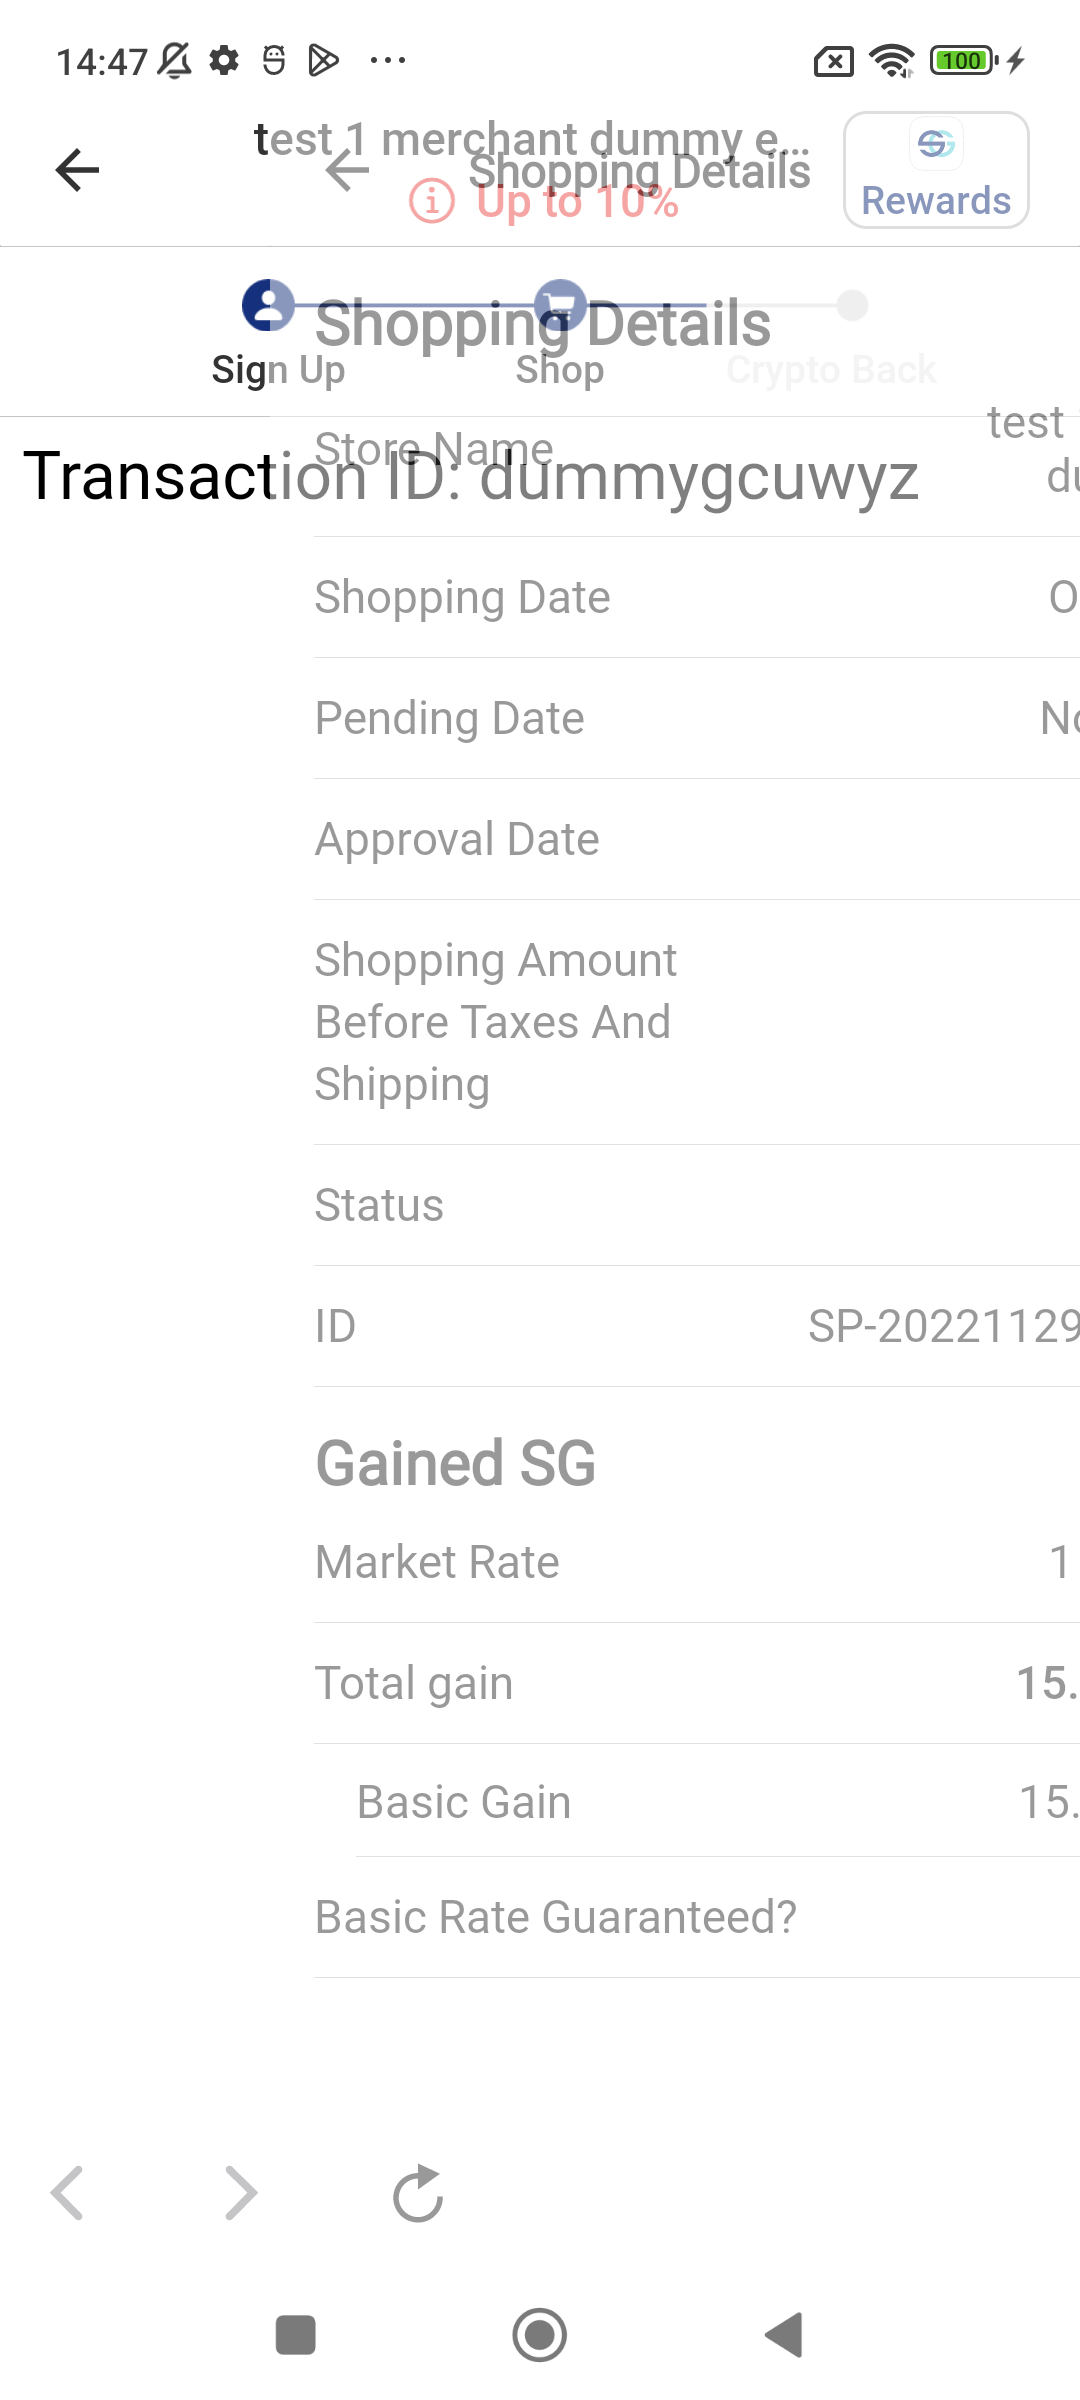 14:47
100
test 1 merchant dummy e...
Shopping Details
Up to 10%
Rewards
Shopping Details
Sign Up
Shop
Crypto Back
test
Store Name
Transaction ID: dummygcuwyz
Shopping Date
Pending Date
Approval Date
Shopping Amount
Before Taxes And
Shipping
Status
ID SP-20221129
Gained SG
Market Rate 1
Total gain 15.
Basic Gain 15.
Basic Rate Guaranteed?